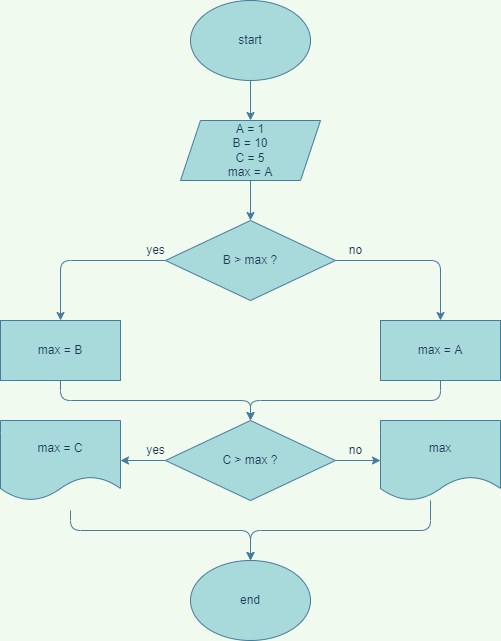 start
A = 1
B = 10
C = 5
max = A
B > max ?
yes
no
max = B
max = A
C > max ?
yes
no
max = C
max
end